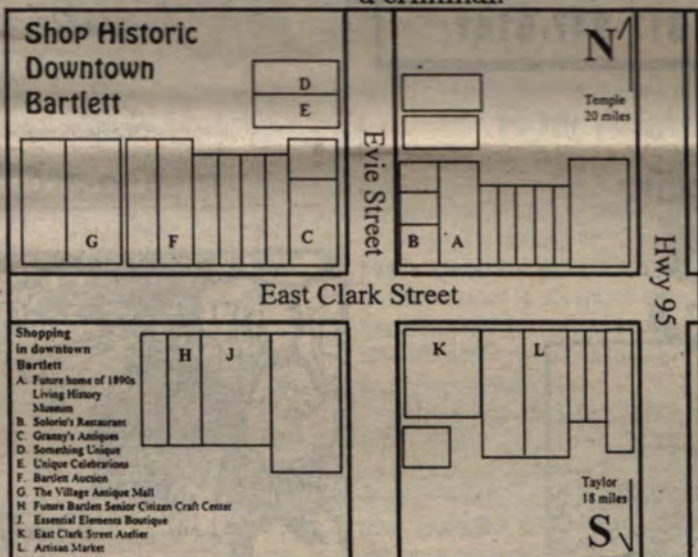 a criminal.
Shop Historic
Downtown
Bartlett
D
E
G
F
C
Evie Street
N
Temple
20 miles
B
A
Hwy 95
East Clark Street
Shopping
in downtown
Bartlett
A. Future home of 1890s
Living History
Museum
B. Solorio's Restaurant
C. Granny's Antiques
D. Something Unique
E. Unique Celebrations
F. Bartlett Auction
G. The Village Antique Mall
H Future Bartlett Senior Citizen Craft Center
J. Essential Elements Boutique
K. East Clark Street Atelier
L. Artisan Market
H
J
K
L
Taylor
18 miles
S